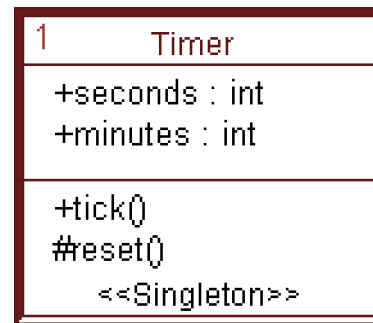 1 Timer
+seconds : int
+minutes : int
+tick()
#reset()
<<Singleton>>